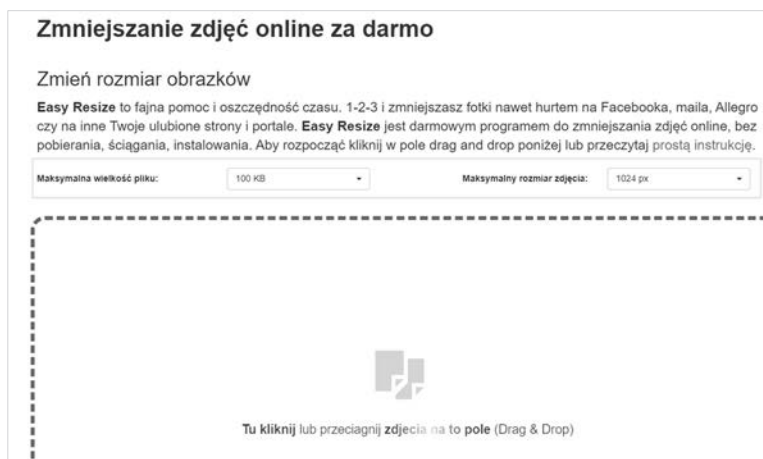 Zmniejszanie zdjęć online za darmo
Zmień rozmiar obrazków
Easy Resize to fajna pomoc i oszczędność czasu. 1-2-3 i zmniejszasz fotki nawet hurtem na Facebooka, maila, Allegro
czy na inne Twoje ulubione strony i portale. Easy Resize jest darmowym programem do zmniejszania zdjęć online, bez
pobierania, ściągania, instalowania. Aby rozpocząć kliknij w pole drag and drop poniżej lub przeczytaj prostą instrukcję.
Maksymalna wielkość pliku: 100 KB Maksymalny rozmiar zdjęcia: 1024 px
Tu kliknij lub przeciagnij zdjecia na to pole (Drag & Drop)